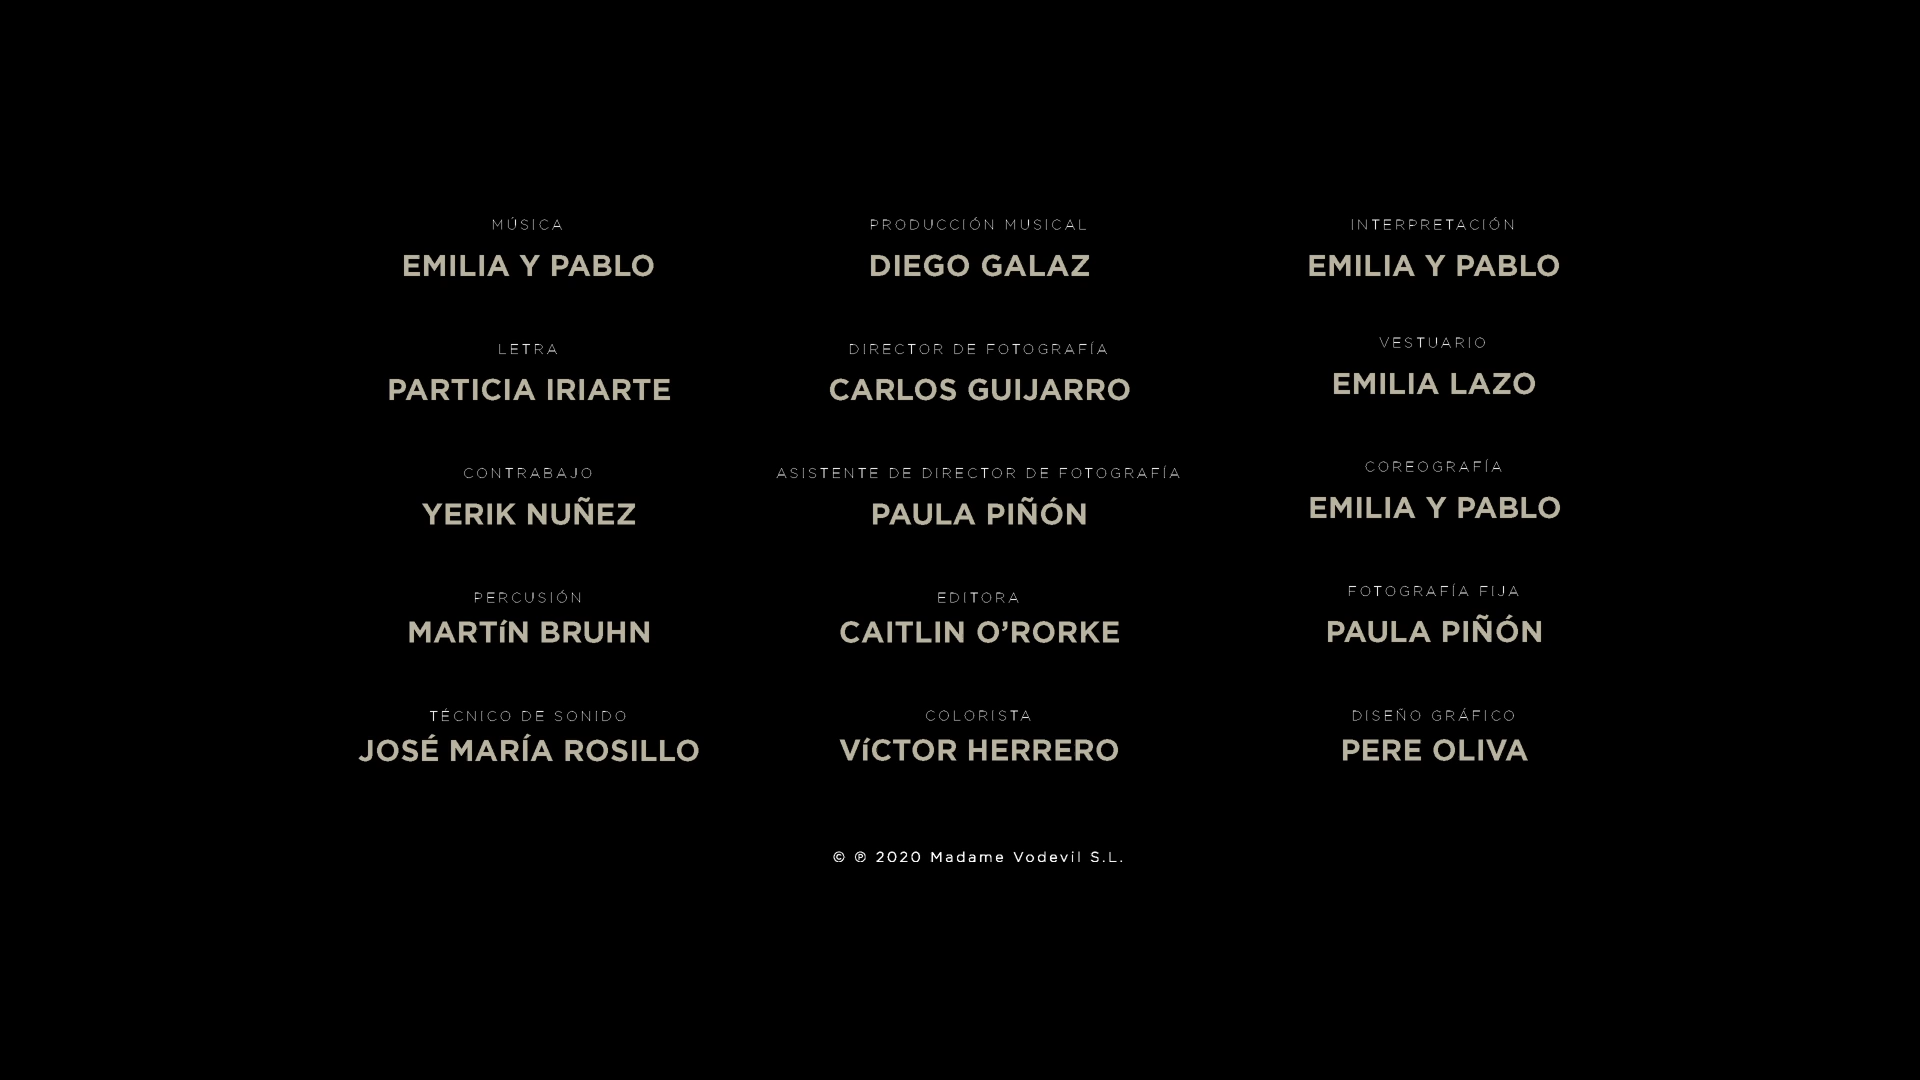 MÚSICA
EMILIA Y PABLO
LETRA
PARTICIA IRIARTE
CONTRABAJO
YERIK NUÑEZ
PERCUSIÓN
MARTíN BRUHN
TÉCNICO DE SONIDO
JOSÉ MARÍA ROSILLO
PRODUCCIÓN MUSICAL
DIEGO GALAZ
DIRECTOR DE FOTOGRAFÍA
CARLOS GUIJARRO
ASISTENTE DE DIRECTOR DE FOTOGRAFÍA
PAULA PIÑÓN
EDITORA
CAITLIN O’RORKE
COLORISTA
VíCTOR HERRERO
INTERPRETACIÓN
EMILIA Y PABLO
VESTUARIO
EMILIA LAZO
COREOGRAFÍA
EMILIA Y PABLO
FOTOGRAFÍA FIJA
PAULA PIÑÓN
DISEÑO GRÁFICO
PERE OLIVA
© ℗ 2020 Madame Vodevil S.L.